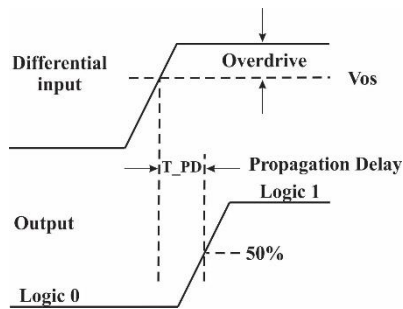 Differential
input
Overdrive
Vos
T_PD
Propagation Delay
Logic 1
Output
50%
Logic 0